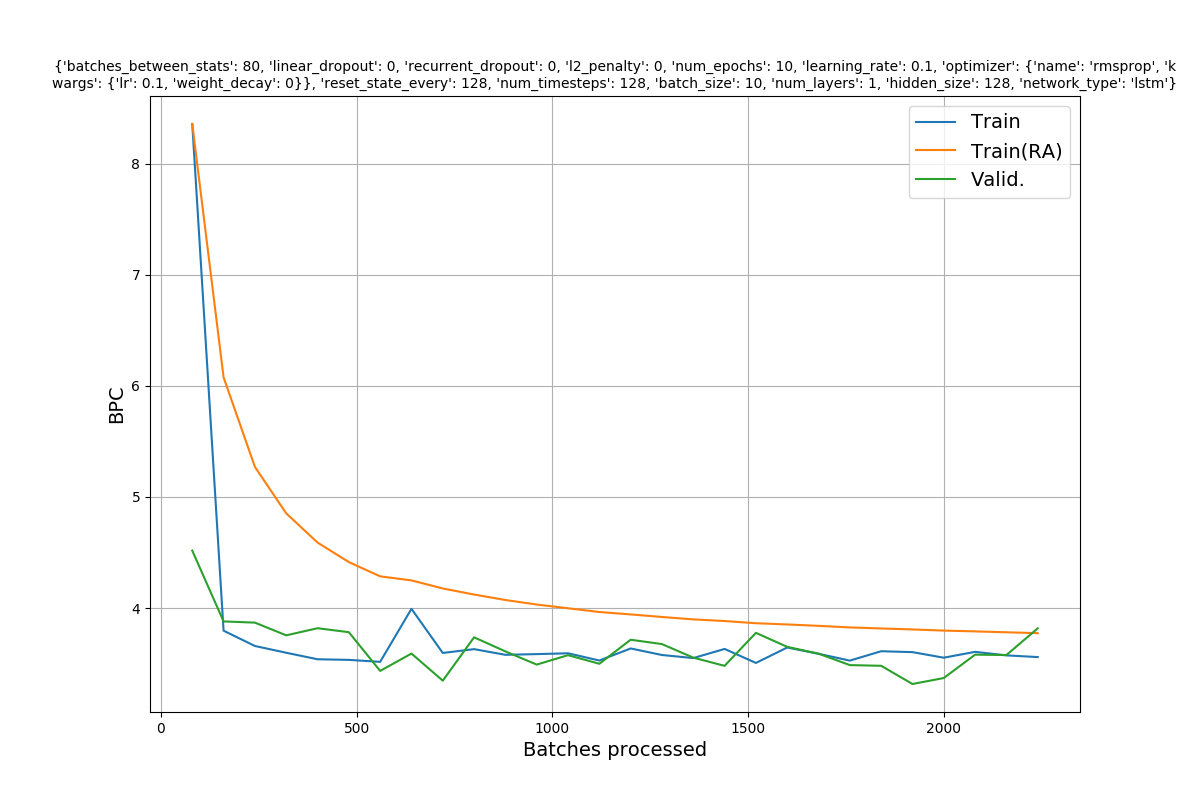 {'batches_between_stats': 80, 'linear_dropout': 0, 'recurrent_dropout': 0, 'l2_penalty': 0, 'num_epochs': 10, 'learning_rate': 0.1, 'optimizer': {'name': 'rmsprop', 'k
wargs': {'lr': 0.1, 'weight_decay': 0}}, 'reset_state_every': 128, 'num_timesteps': 128, 'batch_size': 10, 'num_layers': 1, 'hidden_size': 128, 'network_type': 'lstm'}
Train
Train(RA)
Valid.
8
7
6
5
4
BPC
0 500 1000 1500 2000
Batches processed